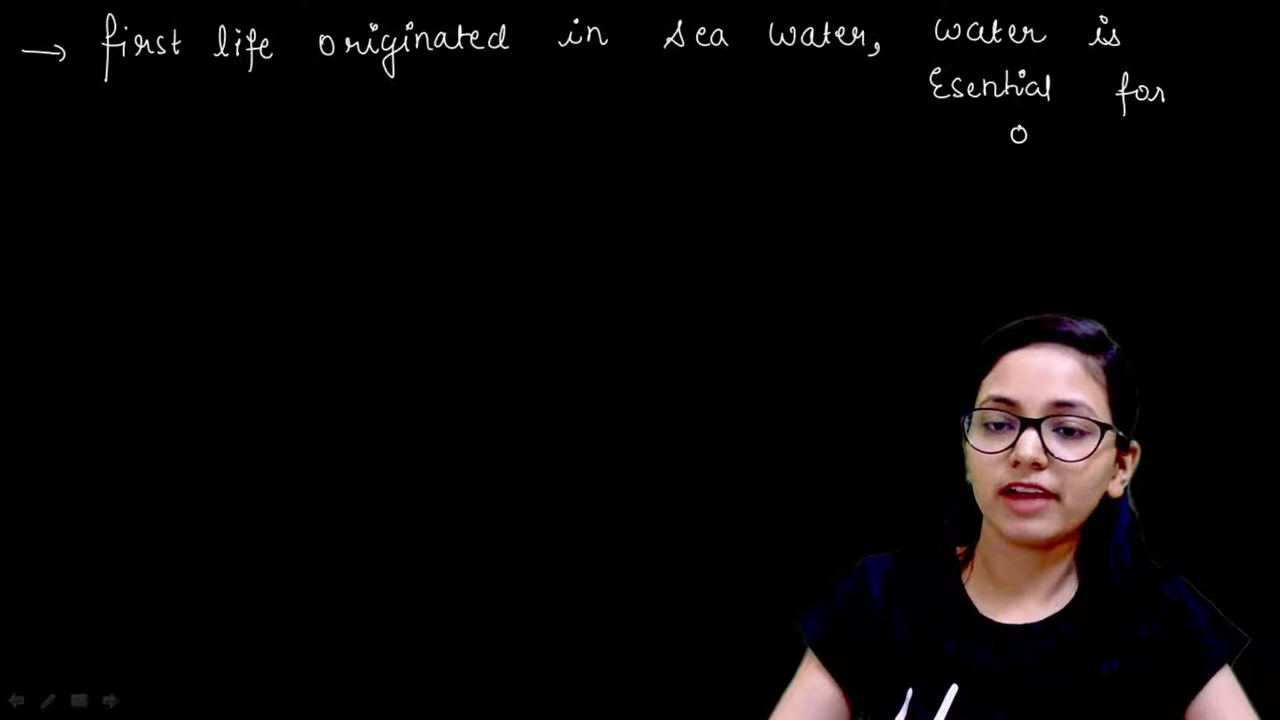 → first life originated in sea water, water is
Esential for
o